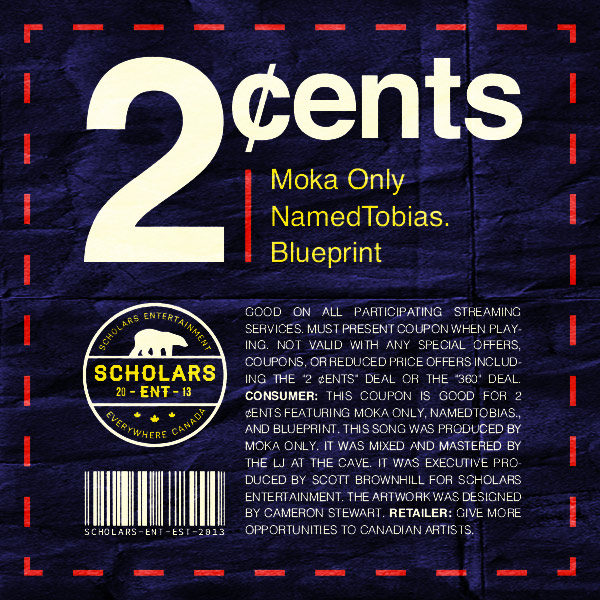 2¢ents
Moka Only
NamedTobias.
Blueprint
SCHOLARS ENTERTAINMENT
SCHOLARS
20 - ENT - 13
EVERYWHERE CANADA
SCHOLARS-ENT-EST-2013
GOOD ON ALL PARTICIPATING STREAMING
SERVICES. MUST PRESENT COUPON WHEN PLAY-
ING. NOT VALID WITH ANY SPECIAL OFFERS,
COUPONS, OR REDUCED PRICE OFFERS INCLUD-
ING THE "2 ¢ENTS" DEAL OR THE "360" DEAL.
CONSUMER: THIS COUPON IS GOOD FOR 2
¢ENTS FEATURING MOKA ONLY, NAMEDTOBIAS.,
AND BLUEPRINT. THIS SONG WAS PRODUCED BY
MOKA ONLY. IT WAS MIXED AND MASTERED BY
THE LJ AT THE CAVE. IT WAS EXECUTIVE PRO-
DUCED BY SCOTT BROWNHILL FOR SCHOLARS
ENTERTAINMENT. THE ARTWORK WAS DESIGNED
BY CAMERON STEWART. RETAILER: GIVE MORE
OPPORTUNITIES TO CANADIAN ARTISTS.